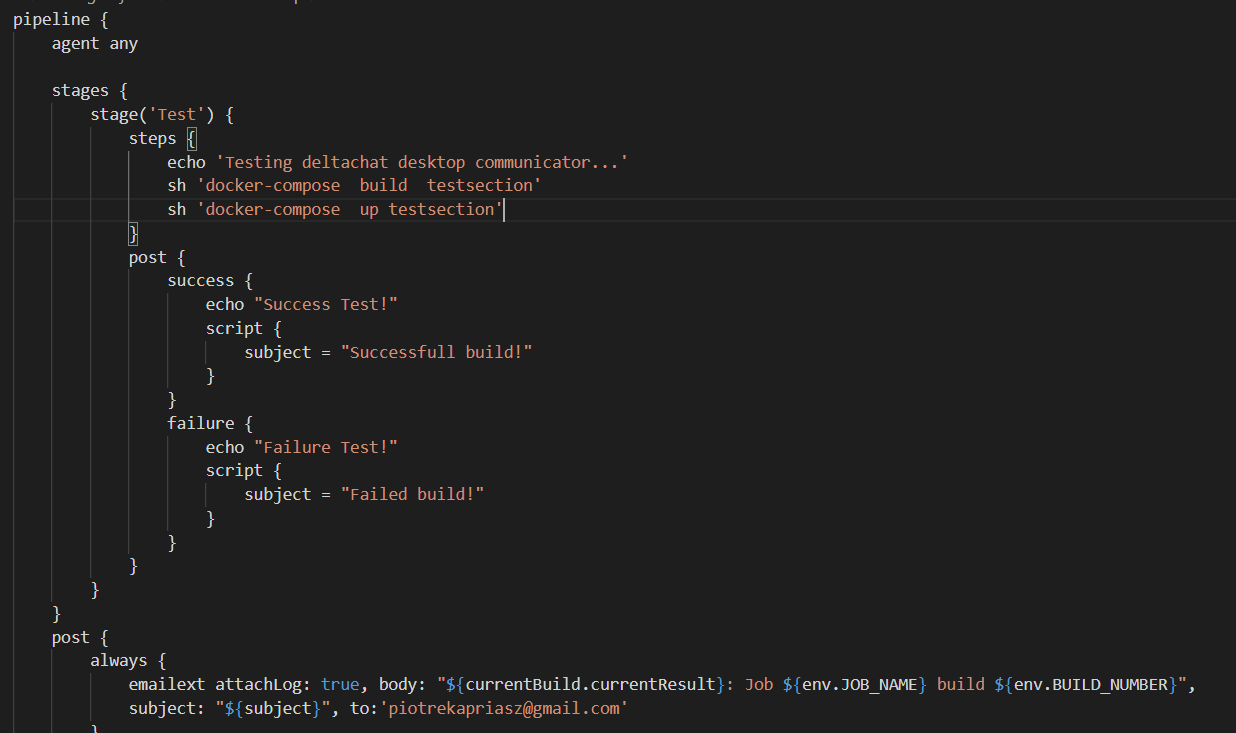 pipeline {
    agent any

    stages {
        stage('Test') {
            steps {
                echo 'Testing deltachat desktop communicator...'
                sh 'docker-compose  build  testsection'
                sh 'docker-compose  up testsection'
            }
            post {
                success {
                    echo "Success Test!"
                    script {
                        subject = "Successfull build!"
                    }
                }
                failure {
                    echo "Failure Test!"
                    script {
                        subject = "Failed build!"
                    }
                }
            }
        }
    }
    post {
        always {
            emailext attachLog: true, body: "${currentBuild.currentResult}: Job ${env.JOB_NAME} build ${env.BUILD_NUMBER}",
            subject: "${subject}", to:'piotrekapriasz@gmail.com'
        }